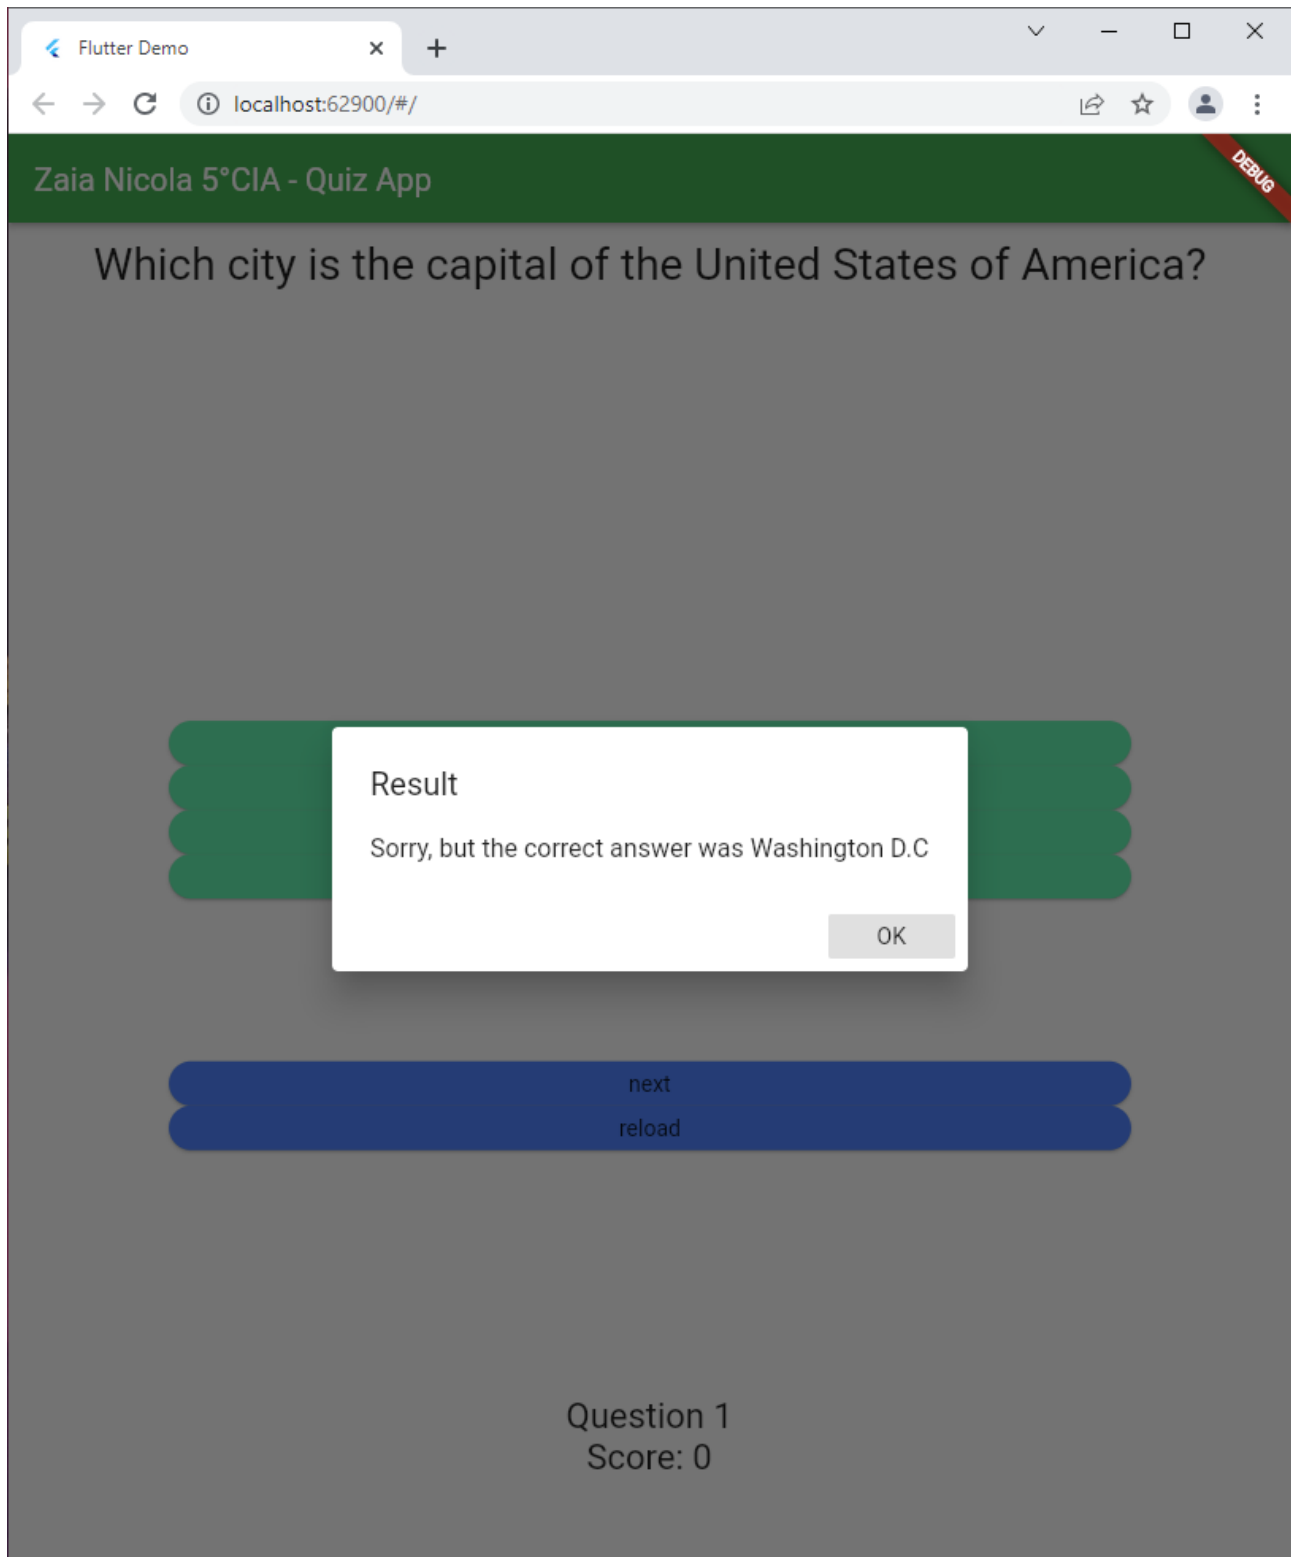 Flutter Demo
localhost:62900/#/
Zaia Nicola 5°CIA - Quiz App
DEBUG
Which city is the capital of the United States of America?
Result
Sorry, but the correct answer was Washington D.C
OK
next
reload
Question 1
Score: 0